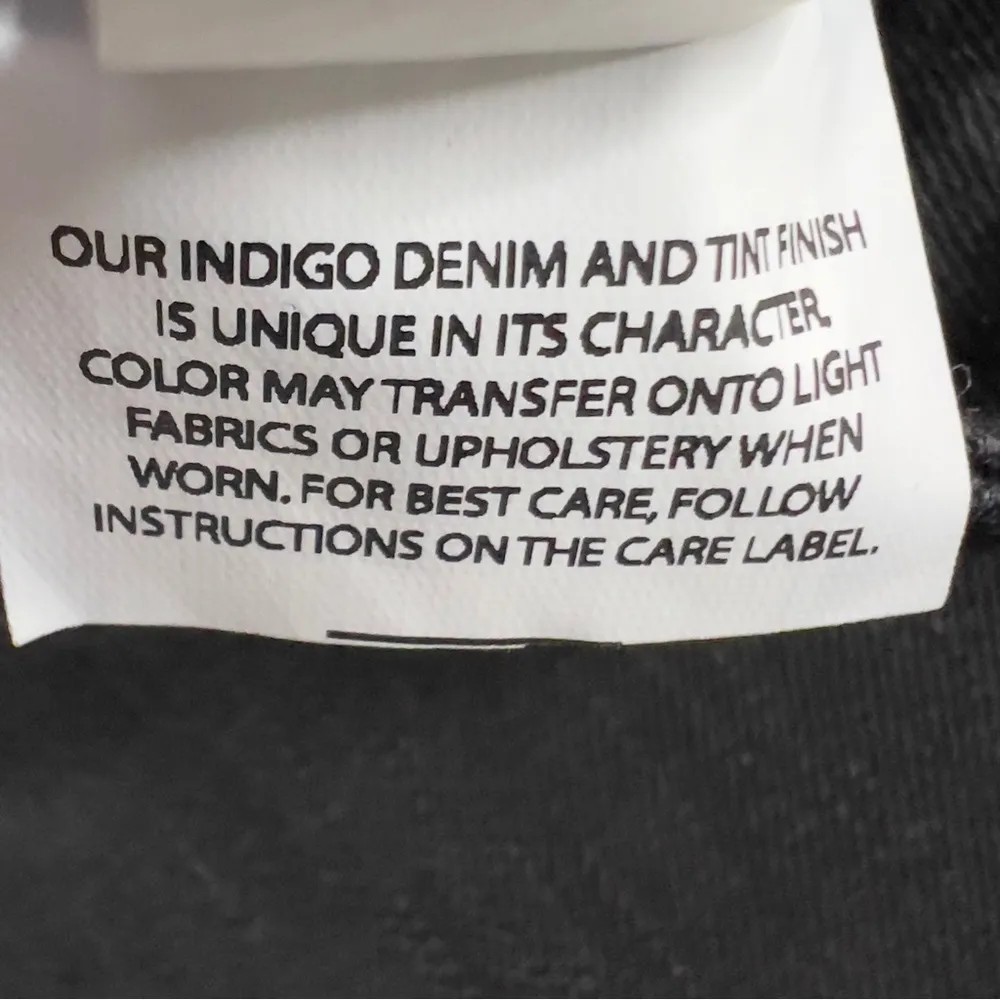 OUR INDIGO DENIM AND TINT FINISH
IS UNIQUE IN ITS CHARACTER.
COLOR MAY TRANSFER ONTO LIGHT
FABRICS OR UPHOLSTERY WHEN
WORN. FOR BEST CARE, FOLLOW
INSTRUCTIONS ON THE CARE LABEL.